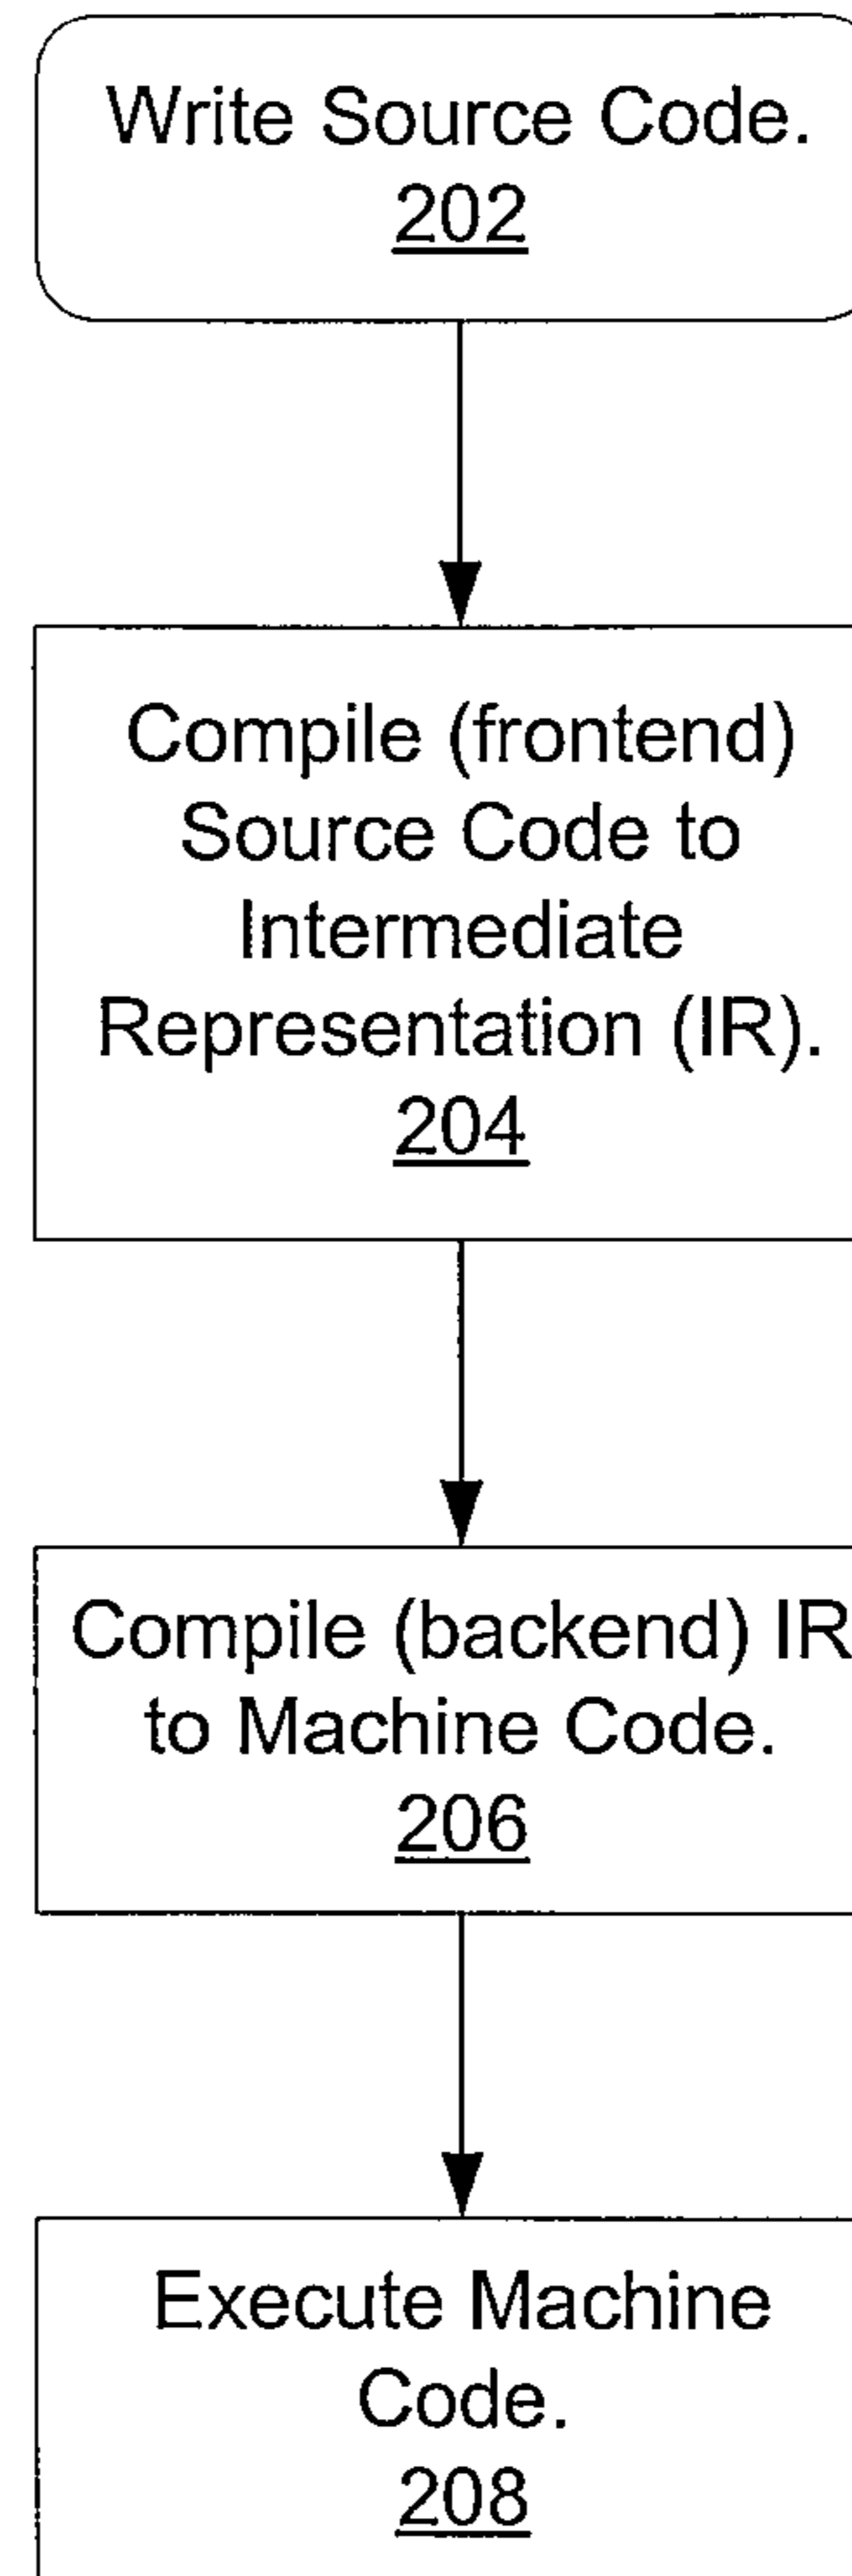 Write Source Code.
202
Compile (frontend)
Source Code to
Intermediate
Representation (IR).
204
Compile (backend) IR
to Machine Code.
206
Execute Machine
Code.
208